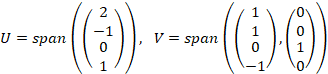 U = span((2 -1 0 1)), V = span((1 1 0 -1), (0 0 1 0))